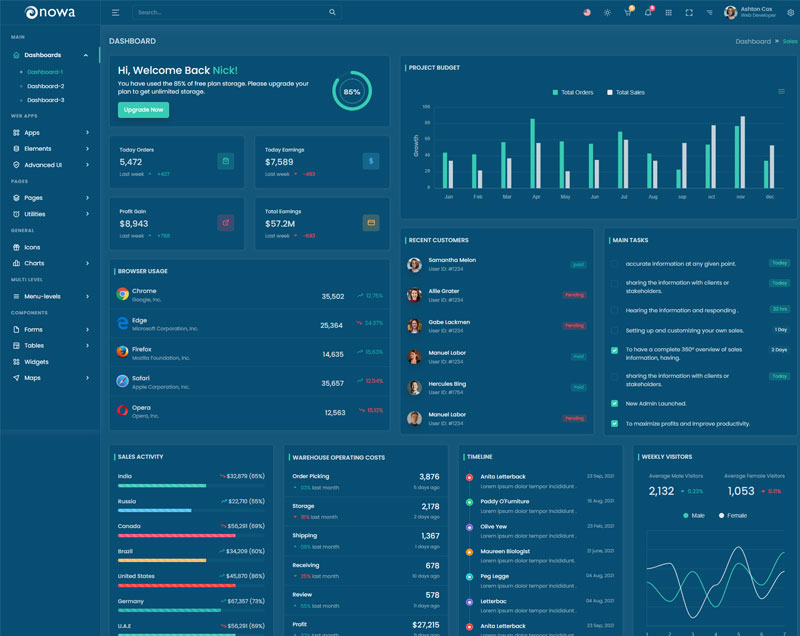 nowa
Search...
Ashton Cox
Web Developer
MAIN
Dashboards
Dashboard-1
Dashboard-2
Dashboard-3
WEB APPS
Apps
Elements
Advanced UI
PAGES
Pages
Utilities
GENERAL
Icons
Charts
MULTI LEVEL
Menu-levels
COMPONENTS
Forms
Tables
Widgets
Maps
DASHBOARD
Dashboard » Sales
Hi, Welcome Back Nick!
You have used the 85% of free plan storage. Please upgrade your
plan to get unlimited storage.
Upgrade Now
85%
Today Orders
5,472
Last week +427
Today Earnings
$7,589
Last week -453
Profit Gain
$8,943
Last week
Total Earnings
$57.2M
Last week -693
BROWSER USAGE
Chrome
Google, Inc.
35,502 12.75%
Edge
Microsoft Corporation, Inc.
25,364
Firefox
Mozilla Foundation, Inc.
14,635 15.63%
Safari
Apple Corporation, Inc.
35,657 12.54%
Opera
Opera, Inc.
12,563 15.12%
PROJECT BUDGET
Total Orders Total Sales
Growth
100
80
60
40
20
0
Jan Feb Mar Apr May Jun Jul Aug sep oct nov dec
RECENT CUSTOMERS
Samantha Melon
User ID: #1234
paid
Allie Grater
User ID: #1234
Pending
Gabe Lackmen
User ID: #1234
Pending
Manuel Labor
User ID: #1234
Paid
Hercules Bing
User ID: #1754
Paid
Manuel Labor
User ID: #1234
Pending
MAIN TASKS
accurate information at any given point. Today
sharing the information with clients or Today
stakeholders.
Hearing the information and responding . 22 hrs
Setting up and customizing your own sales. 1 Day
To have a complete 360° overview of sales 2 Days
information, having.
sharing the information with clients or Today
stakeholders.
New Admin Launched.
To maximize profits and improve productivity.
SALES ACTIVITY
India $32,879 (65%)
Russia $22,710 (55%)
Canada $56,291 (69%)
Brazil $34,209 (60%)
United States $45,870 (86%)
Germany $67,357 (73%)
U.A.E $56,291 (69%)
WAREHOUSE OPERATING COSTS
Order Picking 3,876
last month 5 days ago
Storage 2,178
last month 2 days ago
Shipping 1,367
last month 1 days ago
Receiving 678
25% last month 10 days ago
Review 578
55% last month 11 days ago
Profit $27,215
TIMELINE
Anita Letterback 23 Sep, 2021
Lorem ipsum dolor tempor incididunt .
Paddy O'Furniture 16 Aug, 2021
Lorem ipsum dolor tempor incididunt .
Olive Yew 23 Feb, 2021
Lorem ipsum dolor tempor incididunt .
Maureen Biologist 21 june, 2021
Lorem ipsum dolor tempor incididunt .
Peg Legge 04 Aug, 2021
Lorem ipsum dolor tempor incididunt .
Letterbac 04 Aug, 2021
Lorem ipsum dolor tempor incididunt .
Anita Letterback 23 Sep, 2021
WEEKLY VISITORS
Average Male Visitors
2,132 0.23%
Average Female Visitors
1,053 0.11%
Male Female
1 2 3 4 5 6 7